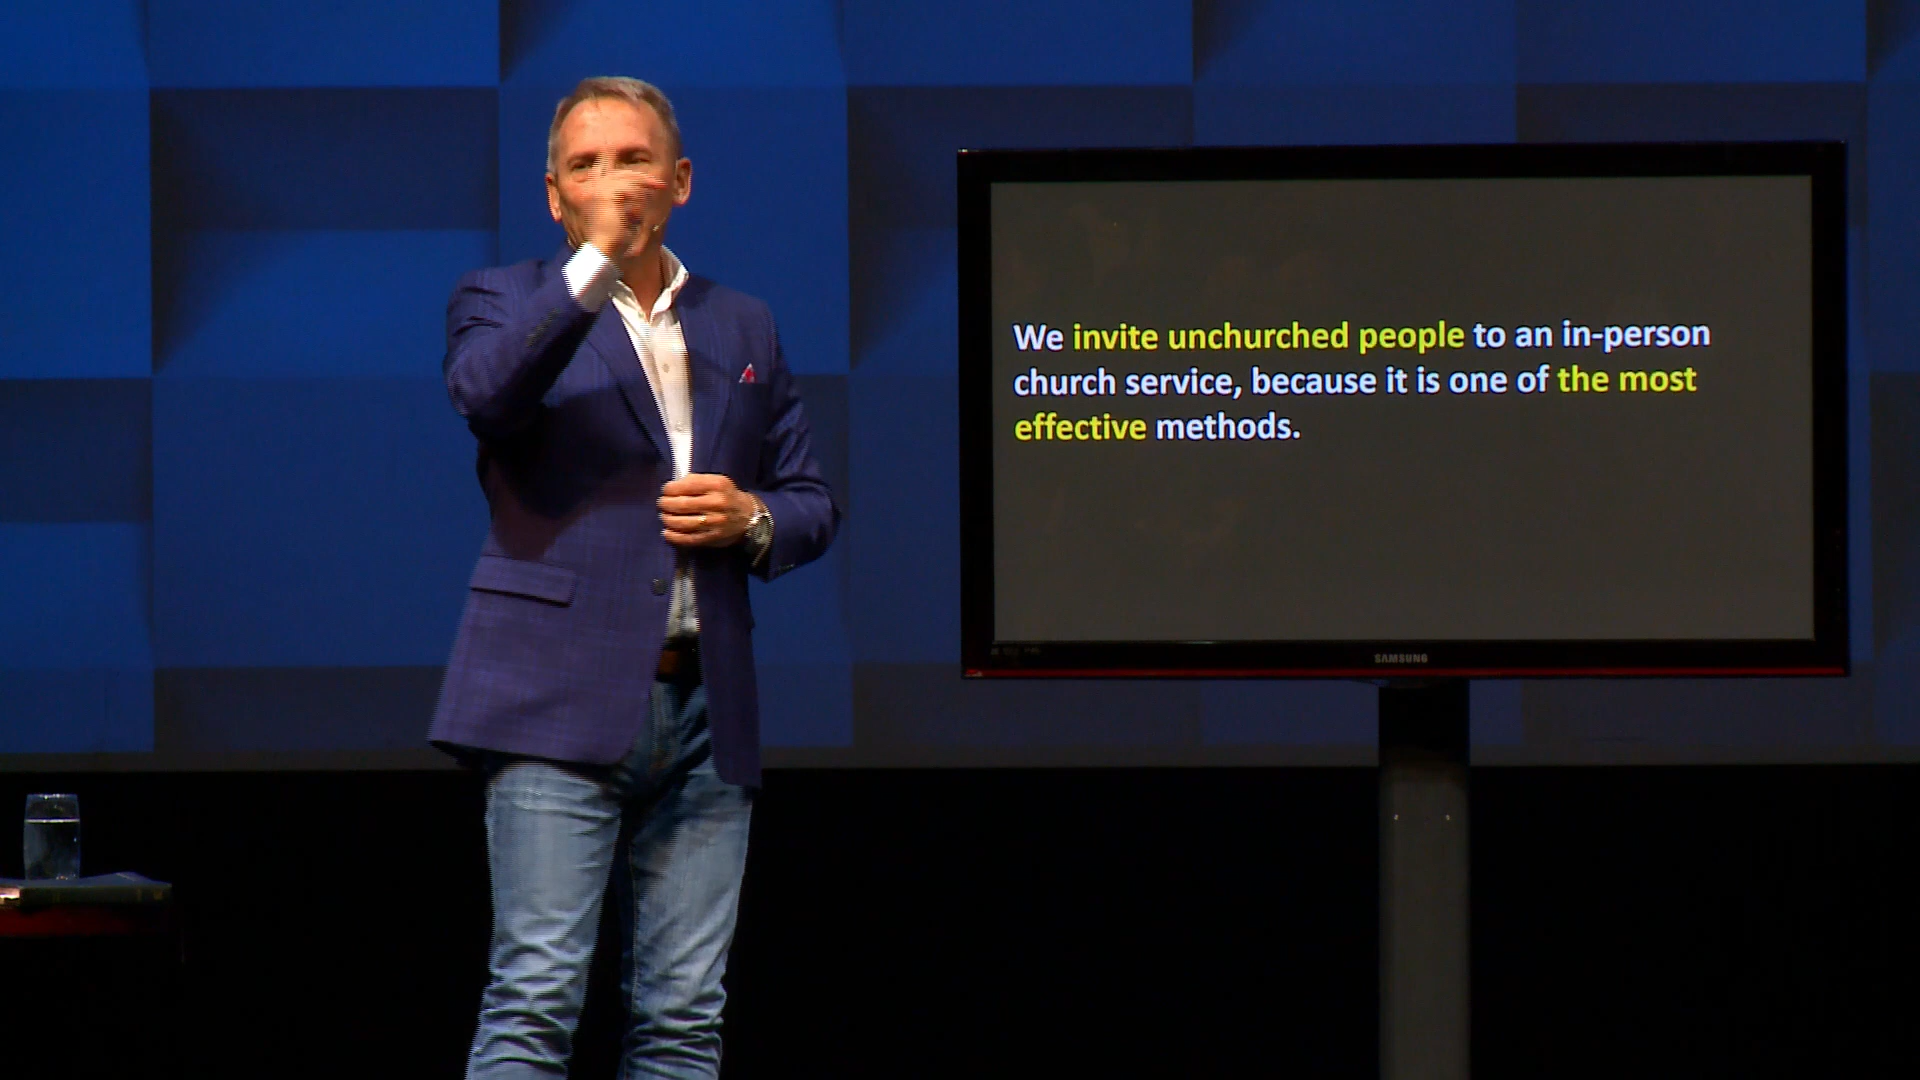 We invite unchurched people to an in-person
church service, because it is one of the most
effective methods.
SAMSUNG